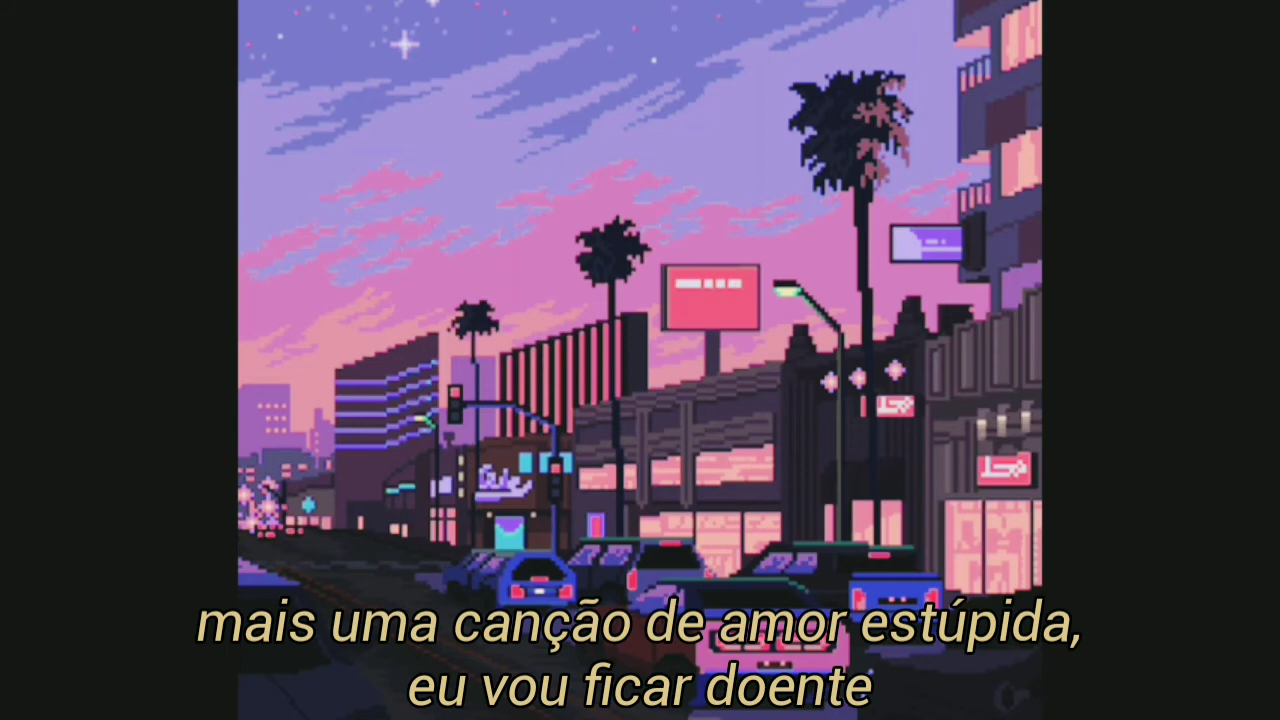 mais uma canção de amor estúpida,
eu vou ficar doente